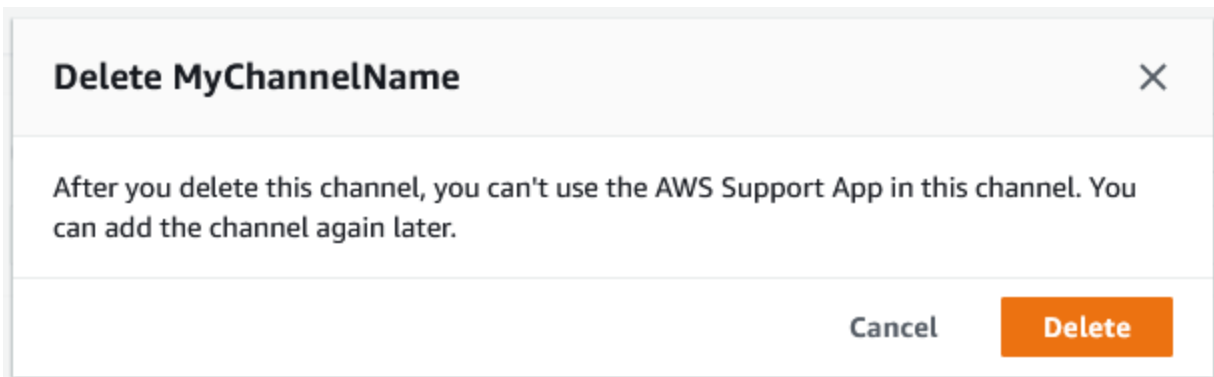 Delete MyChannelName
After you delete this channel, you can't use the AWS Support App in this channel. You
can add the channel again later.
Cancel
Delete